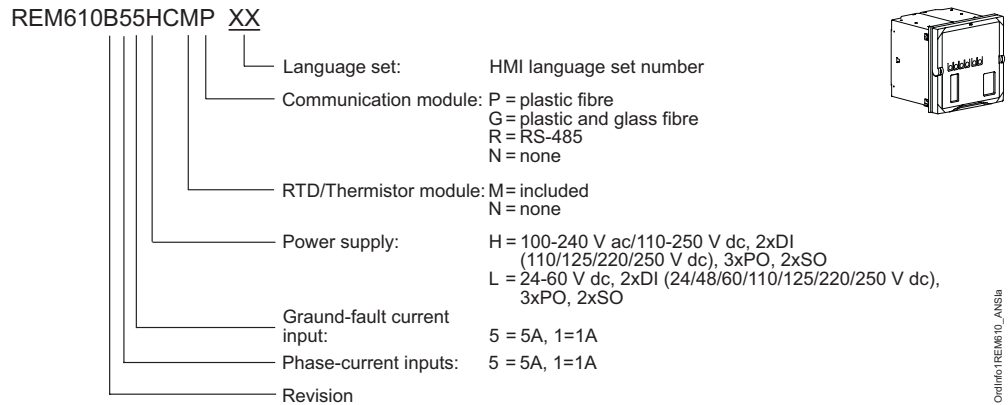 REM610B55HCMP XX
Language set: HMI language set number
Communication module: P = plastic fibre
G = plastic and glass fibre
R = RS-485
N = none
RTD/Thermistor module: M = included
N = none
Power supply: H = 100-240 V ac/110-250 V dc, 2xDI
(110/125/220/250 V dc), 3xPO, 2xSO
L = 24-60 V dc, 2xDI (24/48/60/110/125/220/250 V dc),
3xPO, 2xSO
Graund-fault current
input: 5 = 5A, 1=1A
Phase-current inputs: 5 = 5A, 1=1A
Revision
OrdInfo1REM610_ANSIa